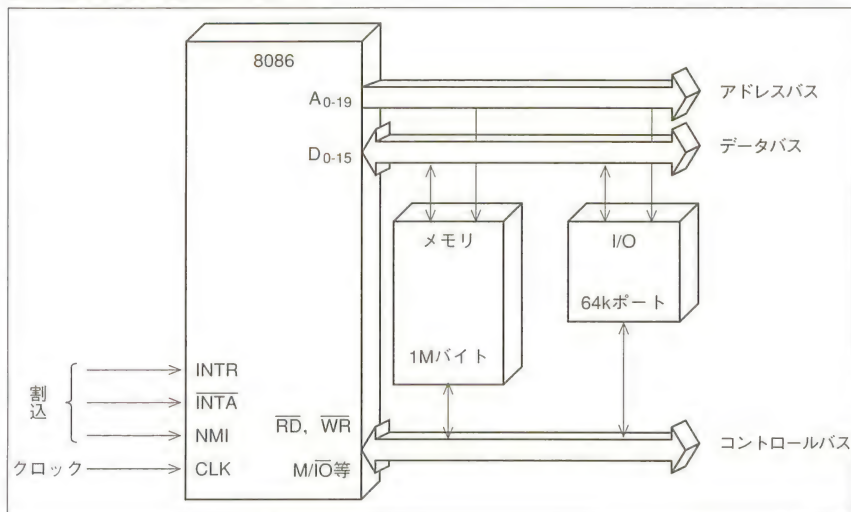 8086
A0-19
アドレスバス
D0-15
データバス
メモリ
I/O
64kポート
1Mバイト
割込
INTR
INTA
NMI
RD, WR
クロック
CLK
M/IO等
コントロールバス